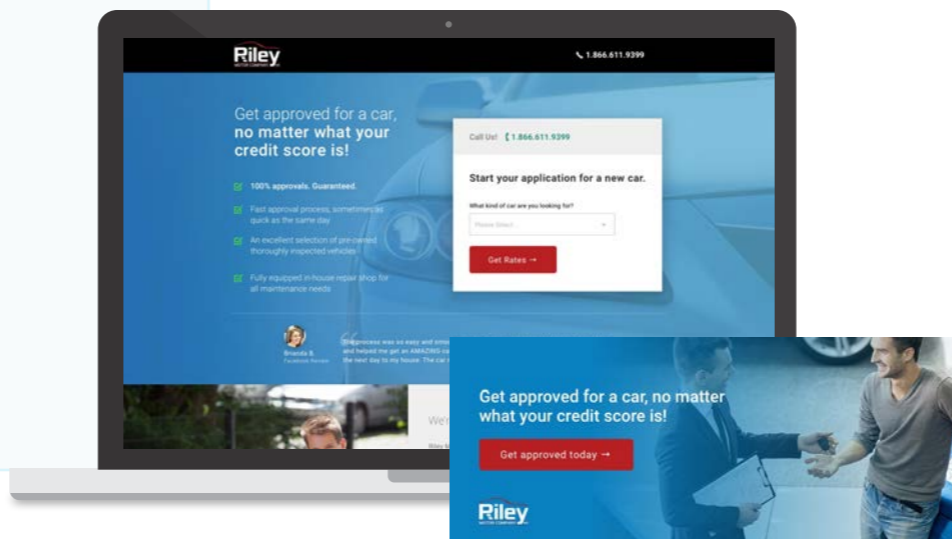 Riley
MOTOR COMPANY
1.866.611.9399
Get approved for a car,
no matter what your
credit score is!
100% approvals. Guaranteed.
Fast approval process, sometimes as
quick as the same day
An excellent selection of pre-owned
thoroughly inspected vehicles
Fully equipped in-house repair shop for
all maintenance needs
Call Us! 1.866.611.9399
Start your application for a new car.
What kind of car are you looking for?
Please Select
Get Rates →
Brianda B.
Facebook Review
process was so easy and
and helped me get an AMAZING
the next day to my house. The car
We're
Riley
Get approved for a car, no matter
what your credit score is!
Get approved today →
Riley
MOTOR COMPANY